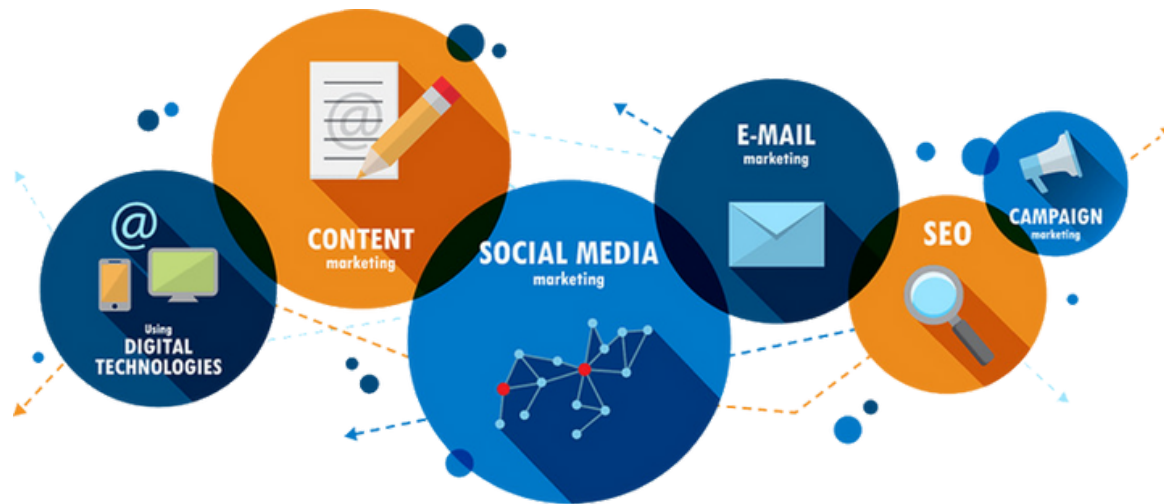 @
Using
DIGITAL
TECHNOLOGIES
@
CONTENT
marketing
SOCIAL MEDIA
marketing
E-MAIL
marketing
SEO
CAMPAIGN
marketing